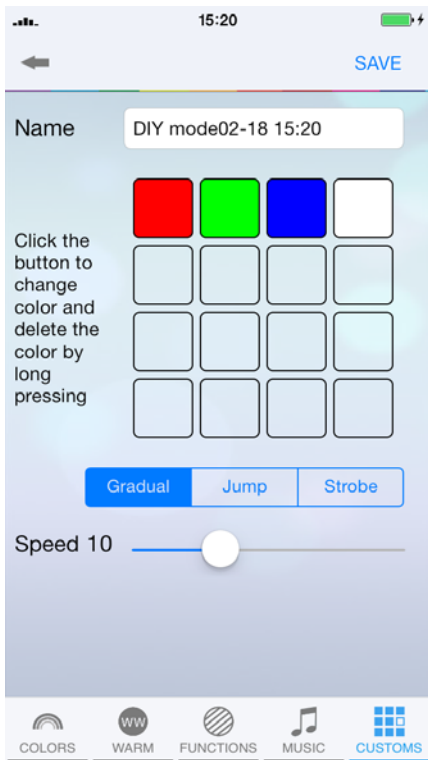 15:20
SAVE
Name
DIY mode02-18 15:20
Click the
button to
change
color and
delete the
color by
long
pressing
Gradual Jump Strobe
Speed 10
WW
COLORS WARM FUNCTIONS MUSIC CUSTOMS